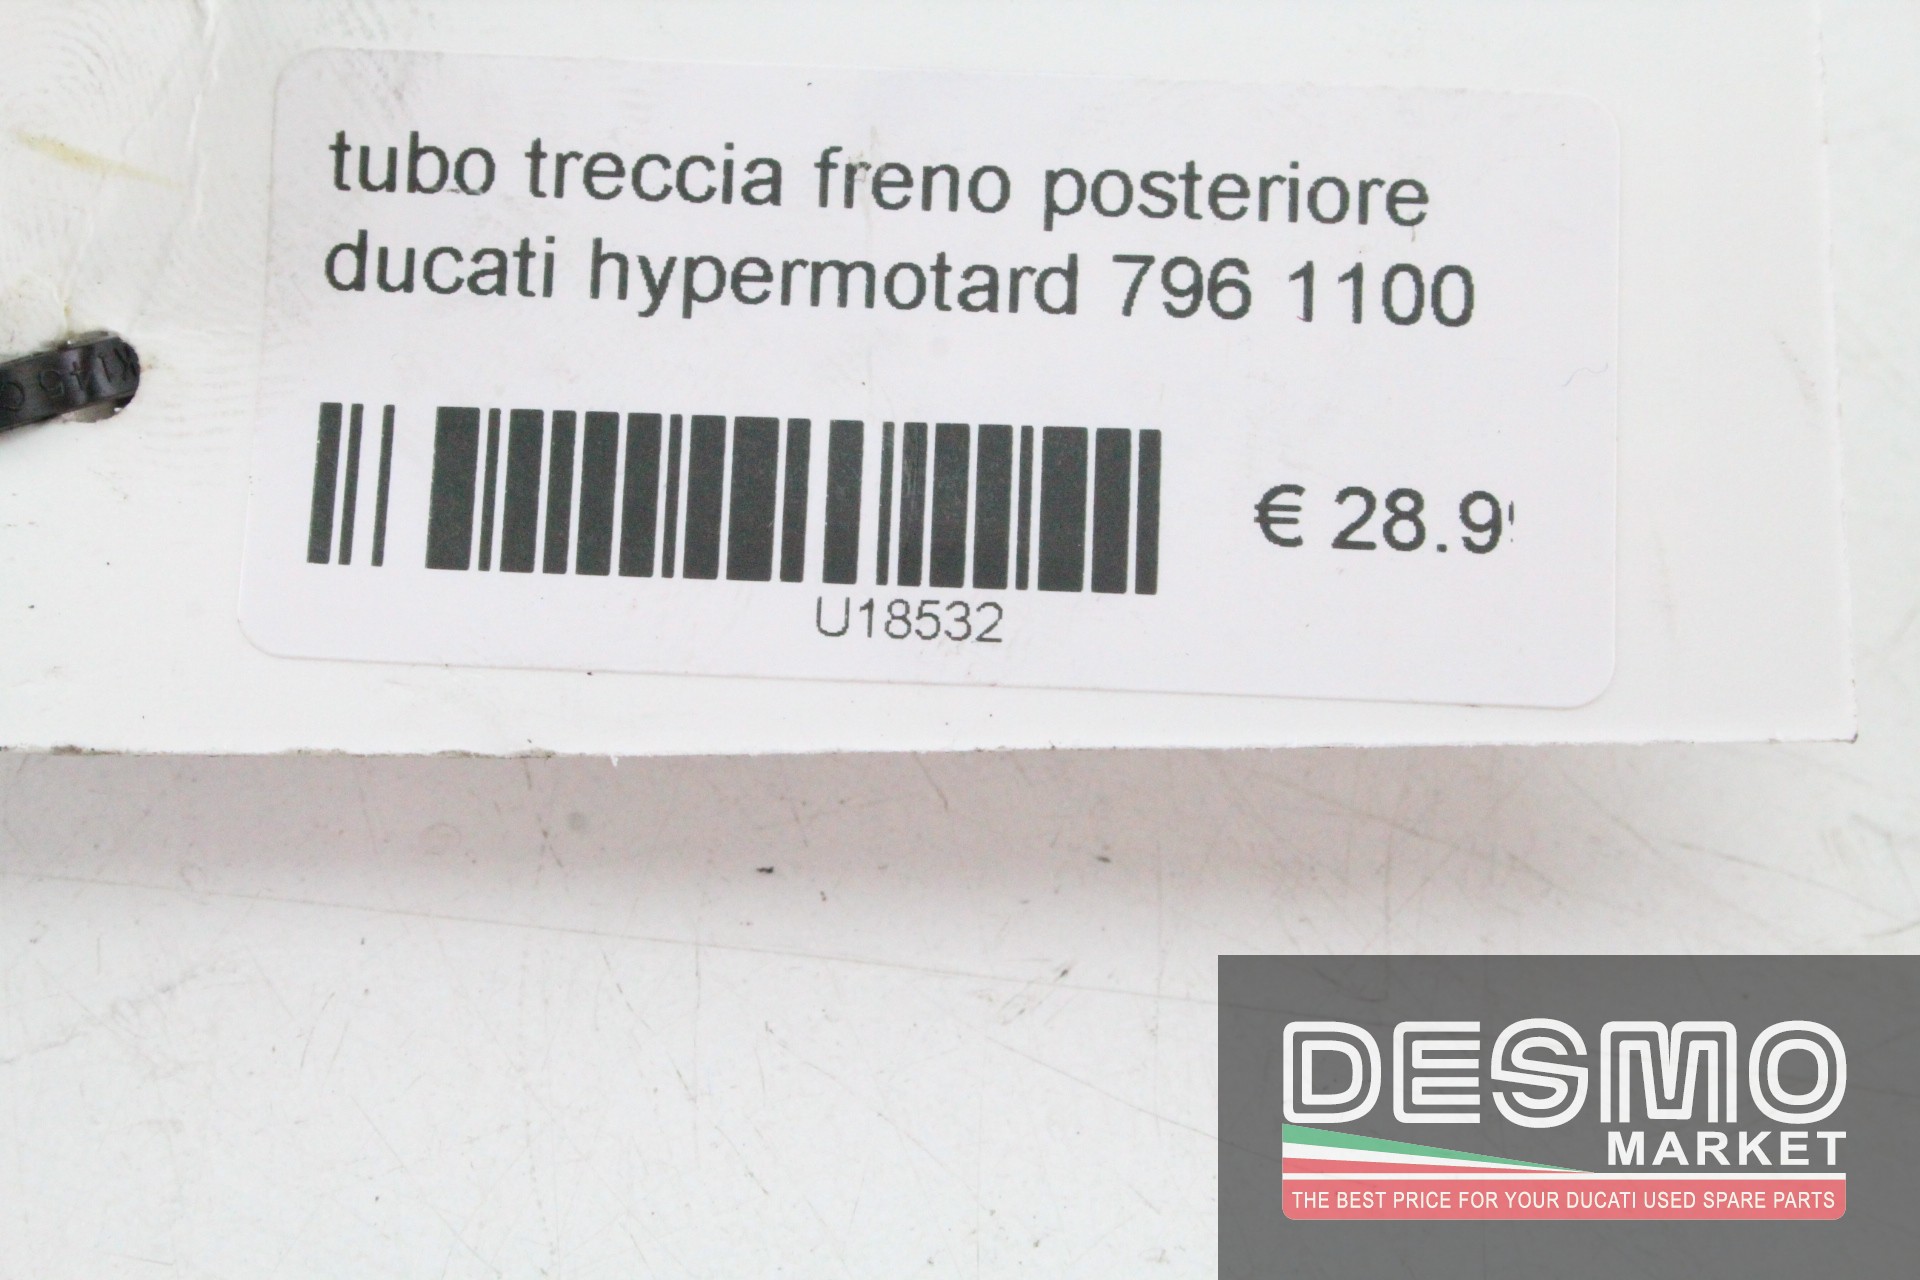 tubo treccia freno posteriore
ducati hypermotard 796 1100
€ 28.9
U18532
DESMO
MARKET
THE BEST PRICE FOR YOUR DUCATI USED SPARE PARTS